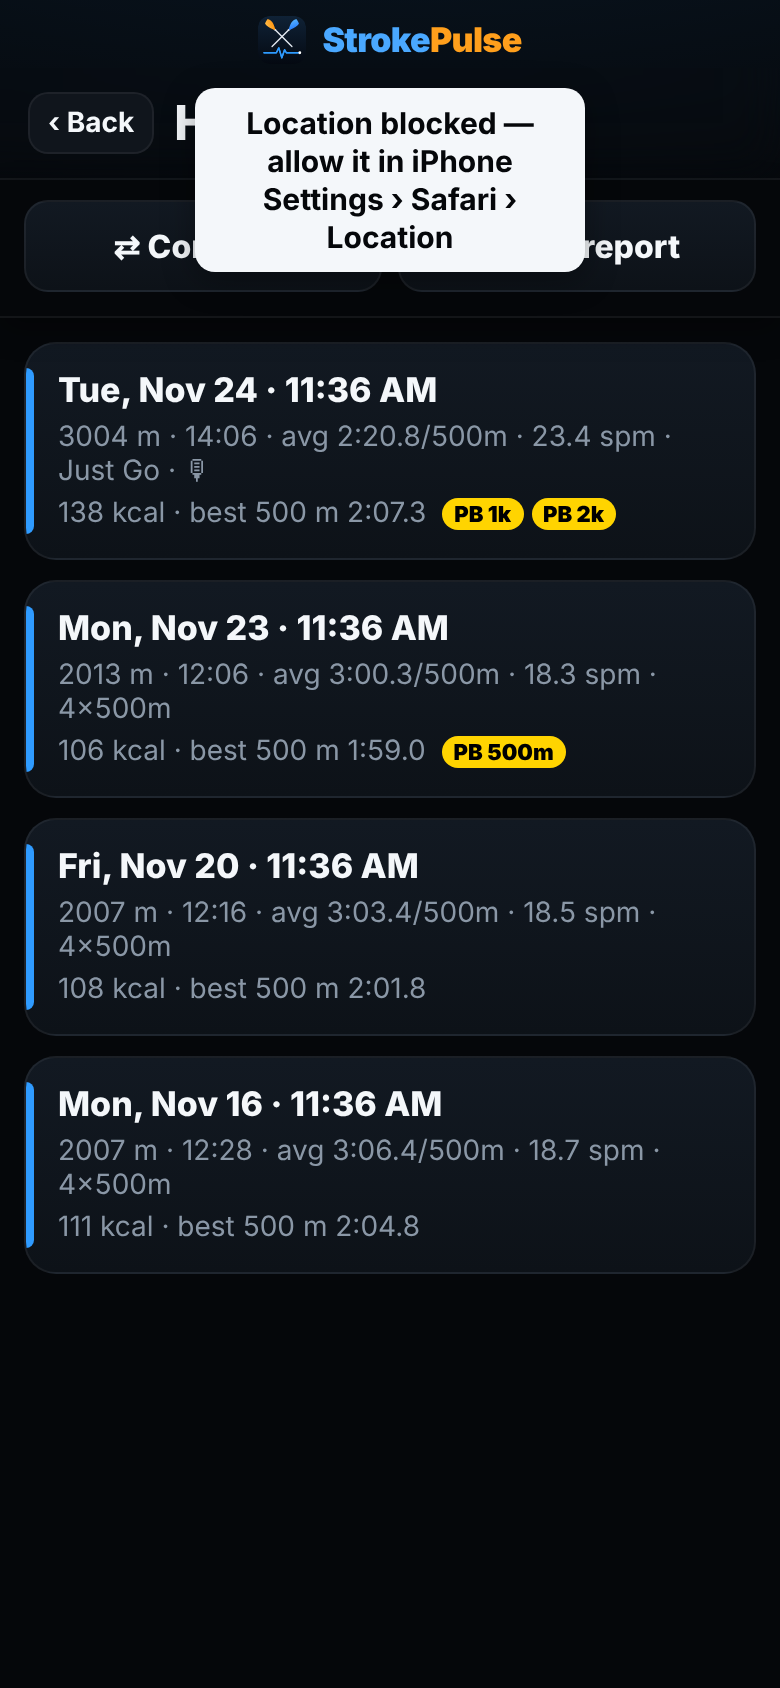 StrokePulse
‹ Back H
Location blocked —
allow it in iPhone
Settings › Safari ›
Location
⇄ Co
report
Tue, Nov 24 · 11:36 AM
3004 m · 14:06 · avg 2:20.8/500m · 23.4 spm ·
Just Go · 🎙
138 kcal · best 500 m 2:07.3 PB 1k PB 2k
Mon, Nov 23 · 11:36 AM
2013 m · 12:06 · avg 3:00.3/500m · 18.3 spm ·
4×500m
106 kcal · best 500 m 1:59.0 PB 500m
Fri, Nov 20 · 11:36 AM
2007 m · 12:16 · avg 3:03.4/500m · 18.5 spm ·
4×500m
108 kcal · best 500 m 2:01.8
Mon, Nov 16 · 11:36 AM
2007 m · 12:28 · avg 3:06.4/500m · 18.7 spm ·
4×500m
111 kcal · best 500 m 2:04.8